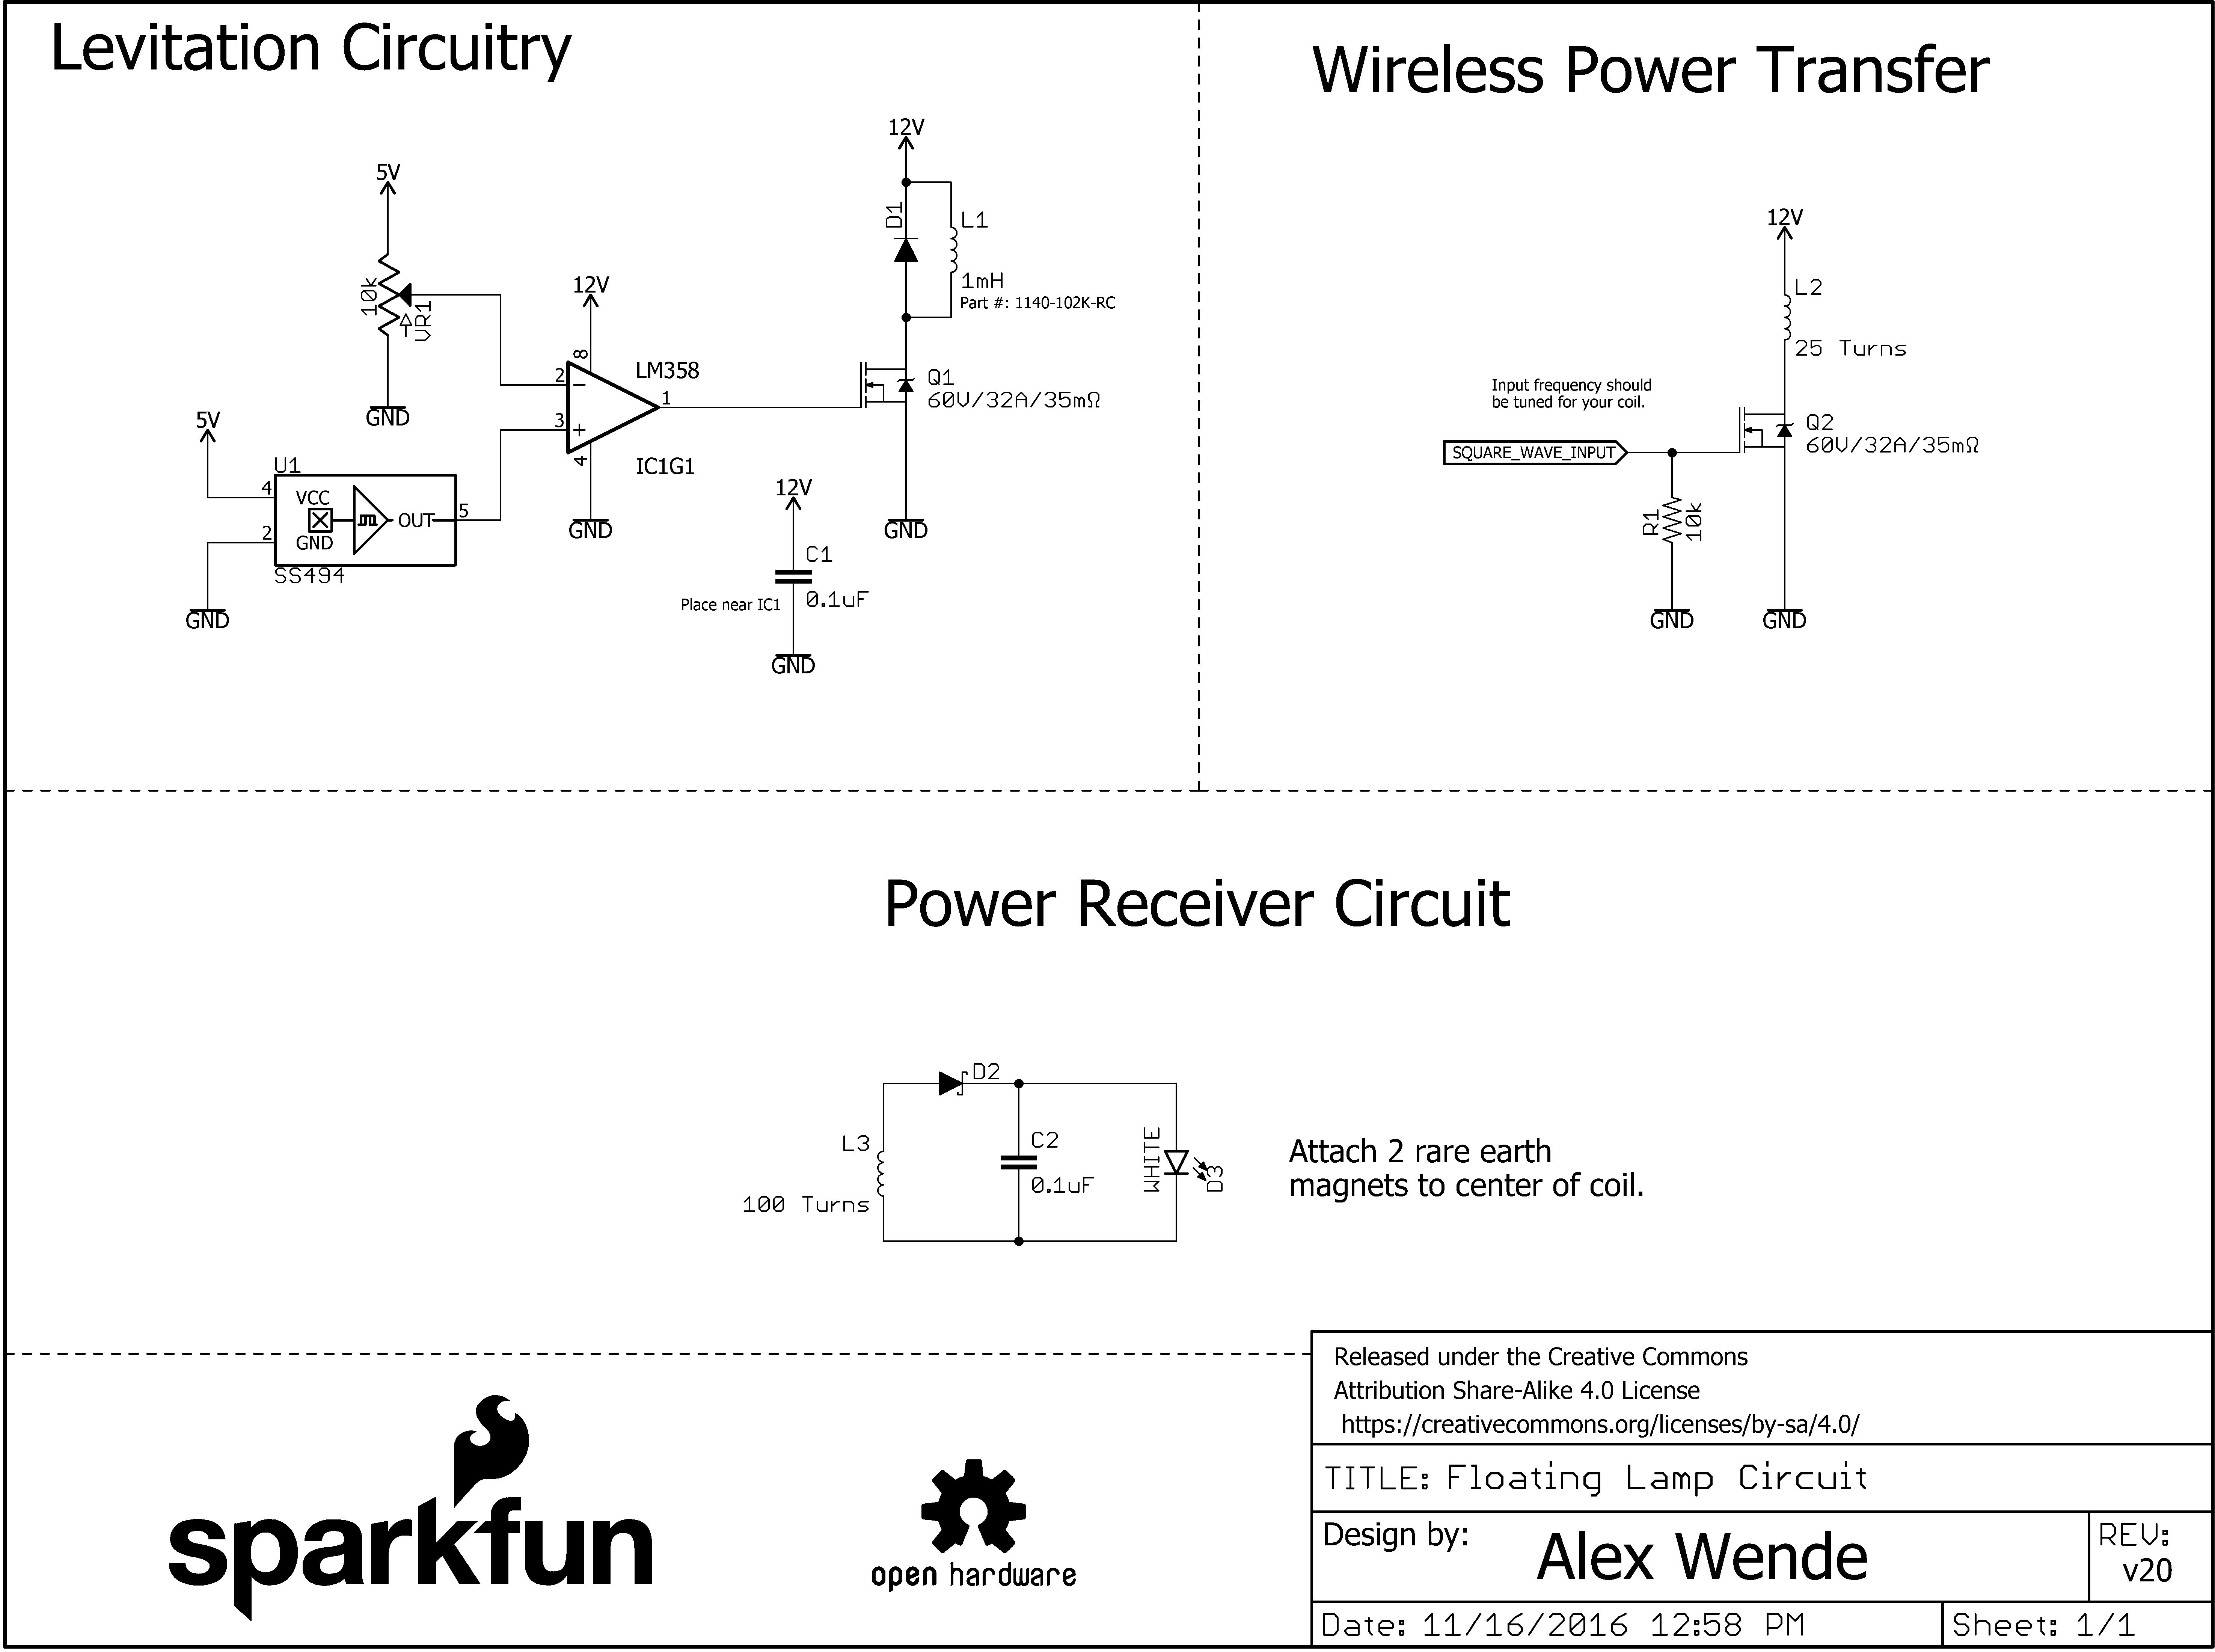 Levitation Circuitry
Wireless Power Transfer
5V
10k
VR1
GND
12V
8
2
3
4
1
LM358
IC1G1
GND
5V
U1
4
2
VCC
GND
OUT
5
SS494
GND
12V
D1
L1
1mH
Part #: 1140-102K-RC
Q1
60V/32A/35mΩ
GND
12V
C1
0.1uF
Place near IC1
GND
12V
L2
25 Turns
Input frequency should
be tuned for your coil.
SQUARE_WAVE_INPUT
Q2
60V/32A/35mΩ
R1
10k
GND
GND
Power Receiver Circuit
D2
L3
100 Turns
C2
0.1uF
WHITE
D3
Attach 2 rare earth
magnets to center of coil.
sparkfun
open hardware
Released under the Creative Commons
Attribution Share-Alike 4.0 License
https://creativecommons.org/licenses/by-sa/4.0/
TITLE: Floating Lamp Circuit
Design by: Alex Wende
REV:
v20
Date: 11/16/2016 12:58 PM
Sheet: 1/1